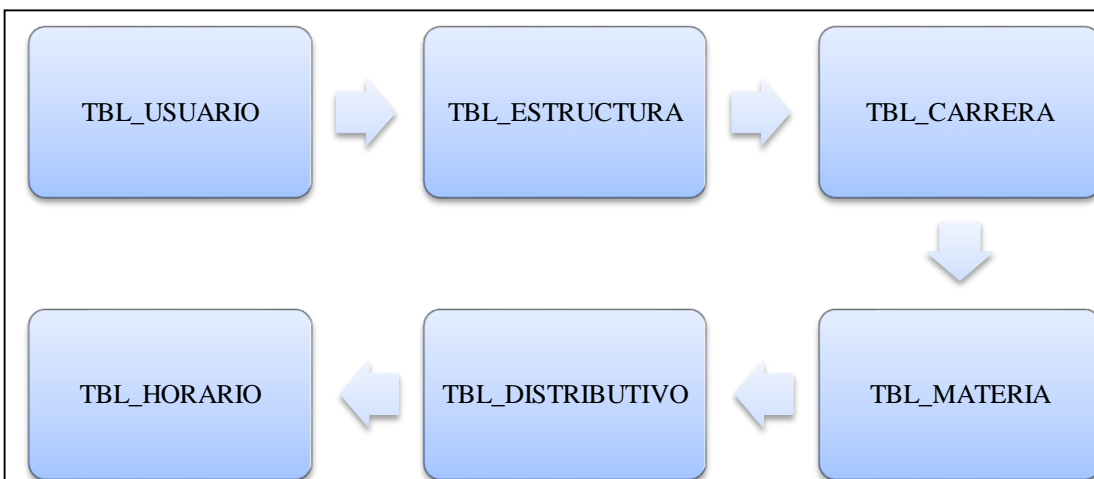 TBL_USUARIO
TBL_ESTRUCTURA
TBL_CARRERA
TBL_MATERIA
TBL_DISTRIBUTIVO
TBL_HORARIO